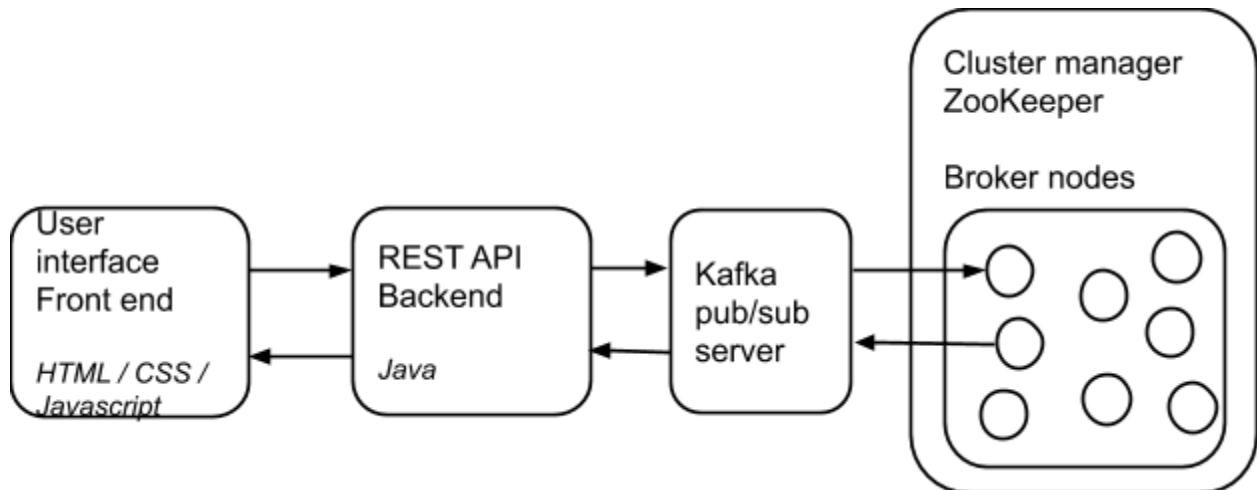 User
interface
Front end
HTML / CSS /
Javascript
REST API
Backend
Java
Kafka
pub/sub
server
Cluster manager
ZooKeeper
Broker nodes